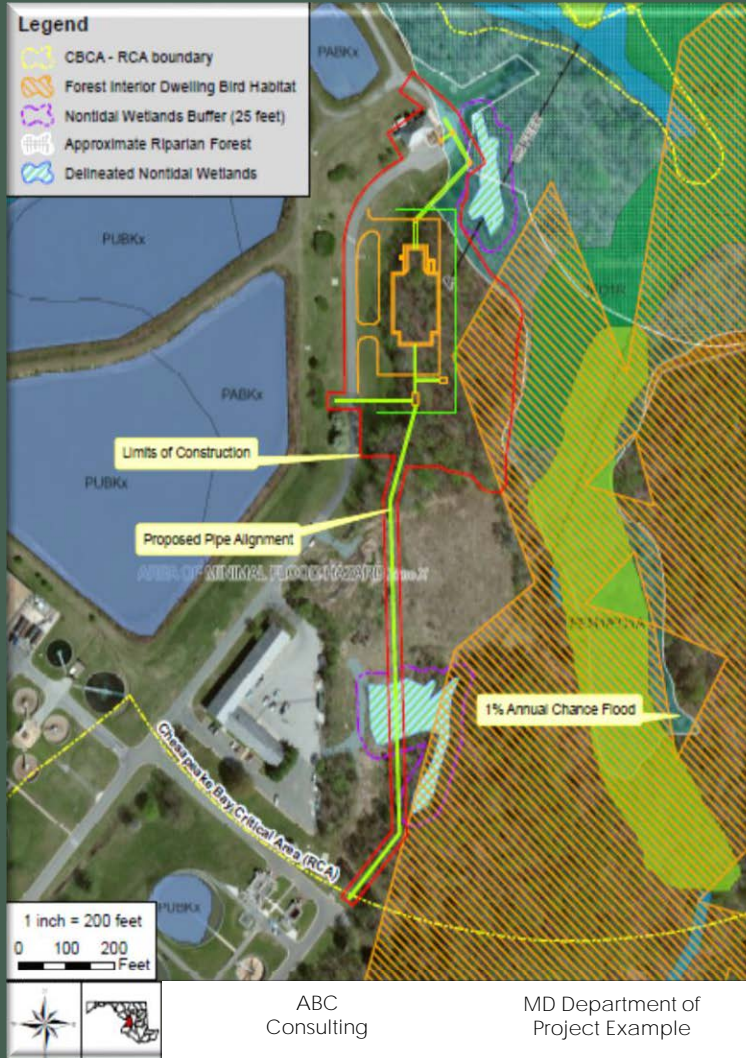 Legend
CBCA - RCA boundary
Forest Interior Dwelling Bird Habitat
Nontidal Wetlands Buffer (25 feet)
Approximate Riparian Forest
Delineated Nontidal Wetlands
PABKx
PUBKx
PABKx
Limits of Construction
PUBKx
Proposed Pipe Alignment
AREA OF MINIMAL FLOOD HAZARD
1% Annual Chance Flood
Chesapeake Bay Critical Area (RCA)
PUBKx
1 inch = 200 feet
0 100 200
Feet
ABC
Consulting
MD Department of
Project Example